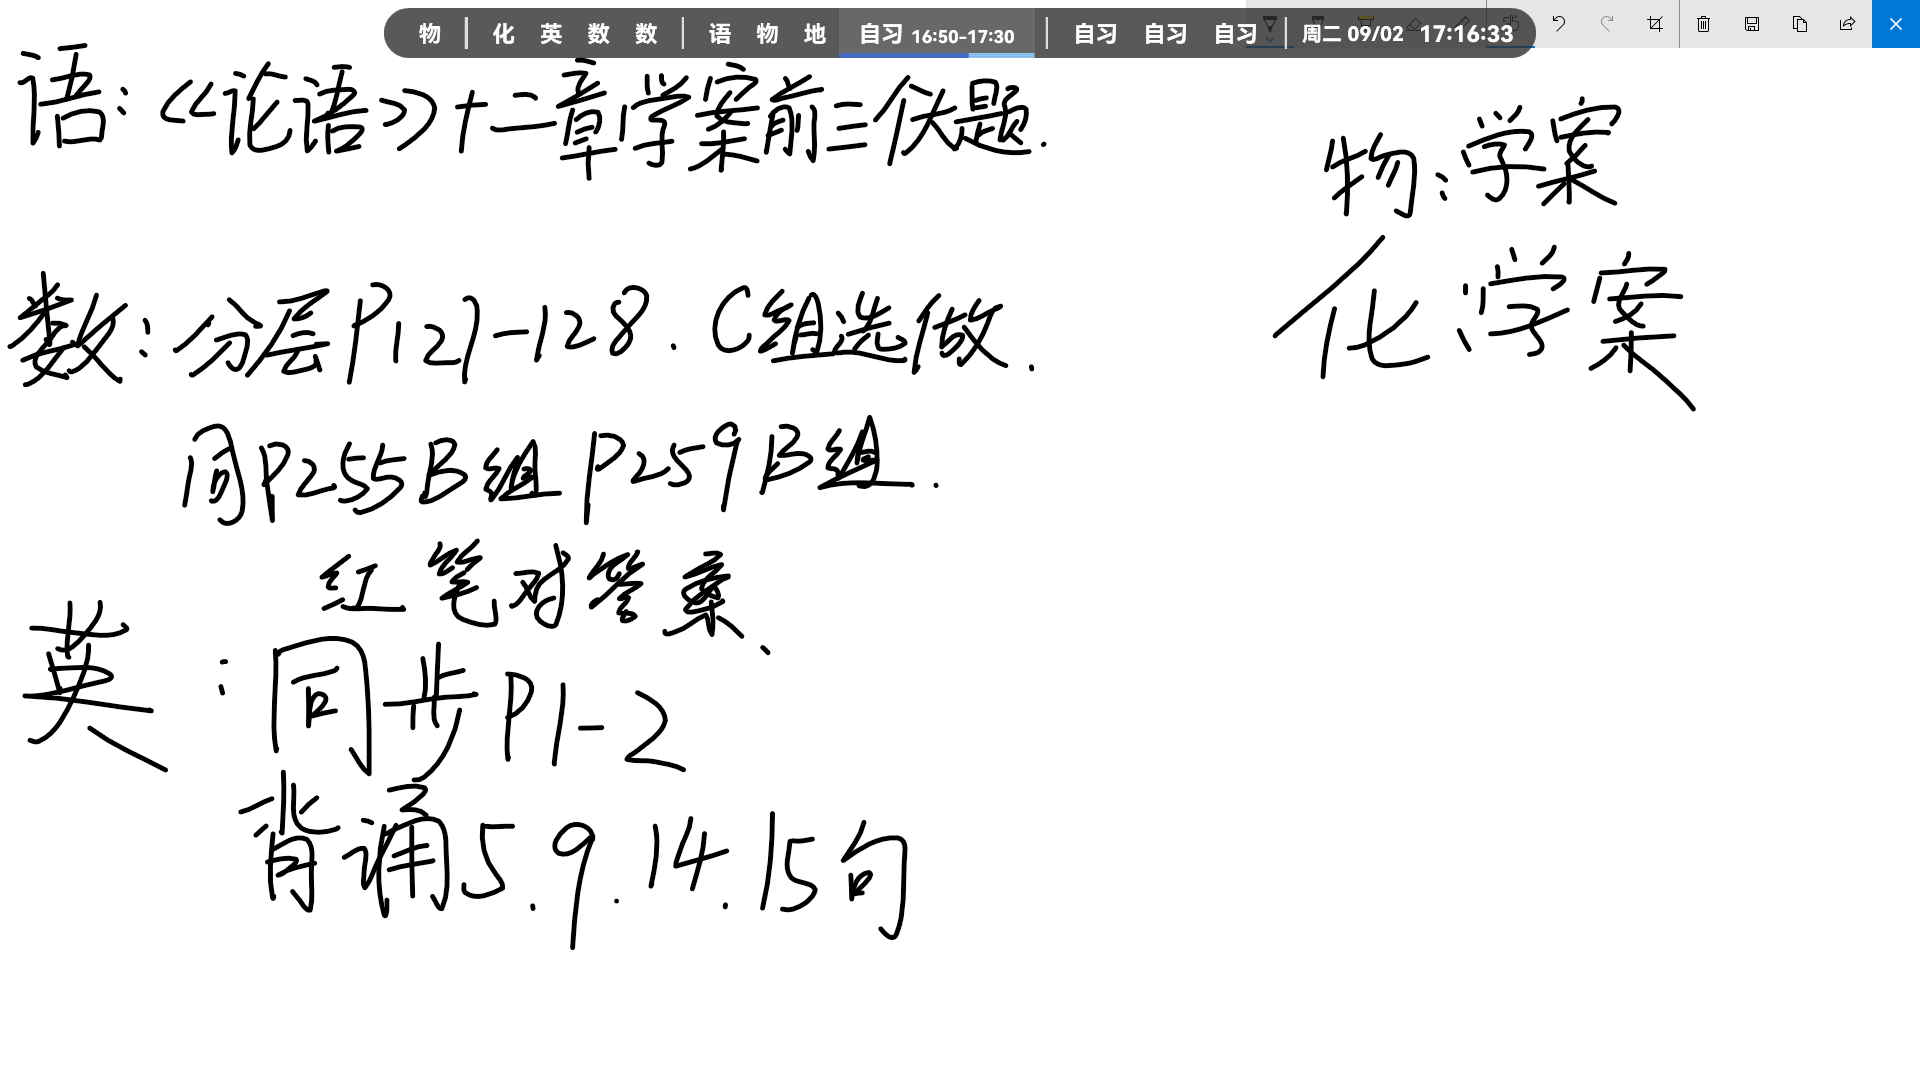 物 | 化 英 数 数 | 语 物 地 自习 16:50-17:30 | 自习 自习 自习 | 周二 09/02 17:16:33
语:《论语》十二章学案前三伏题.
数:分层P127-128.C组选做.
同P255B组P259B组.
红笔对答案、
英:同步P1-2
背诵5.9.14.15句
物:学案
化:学案